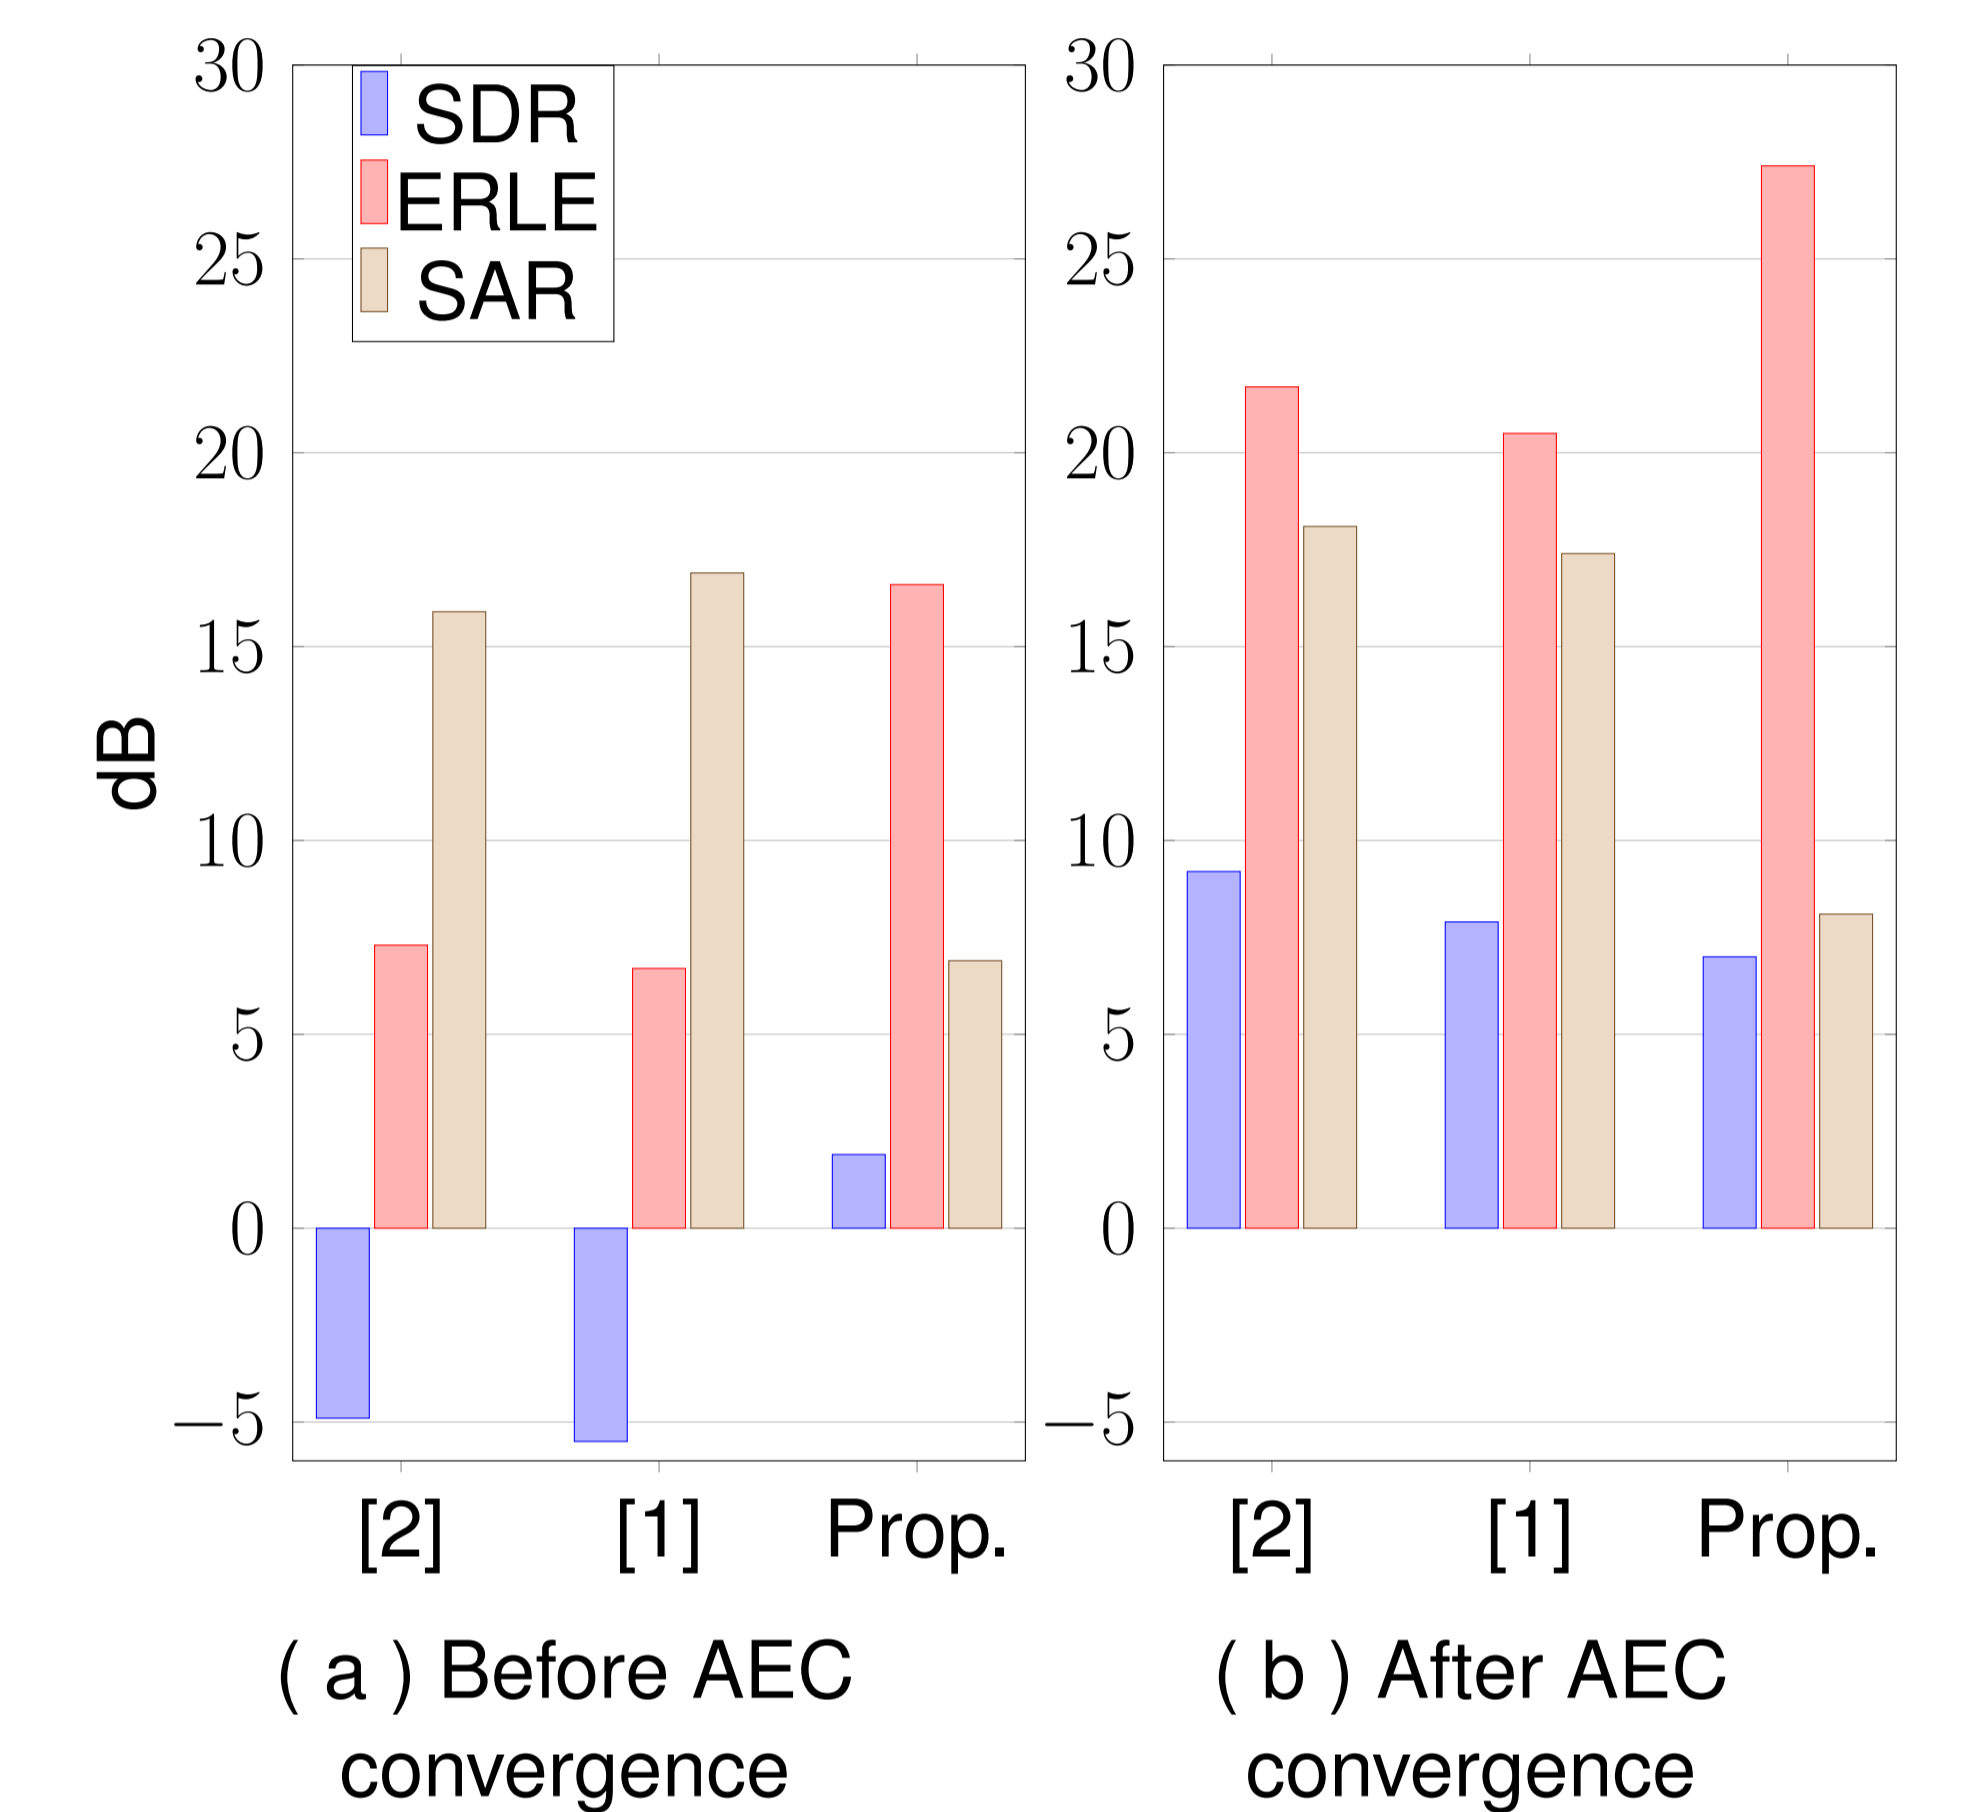 SDR
ERLE
SAR
dB
30
25
20
15
10
5
0
−5
[2] [1] Prop.
( a ) Before AEC
convergence
30
25
20
15
10
5
0
−5
[2] [1] Prop.
( b ) After AEC
convergence